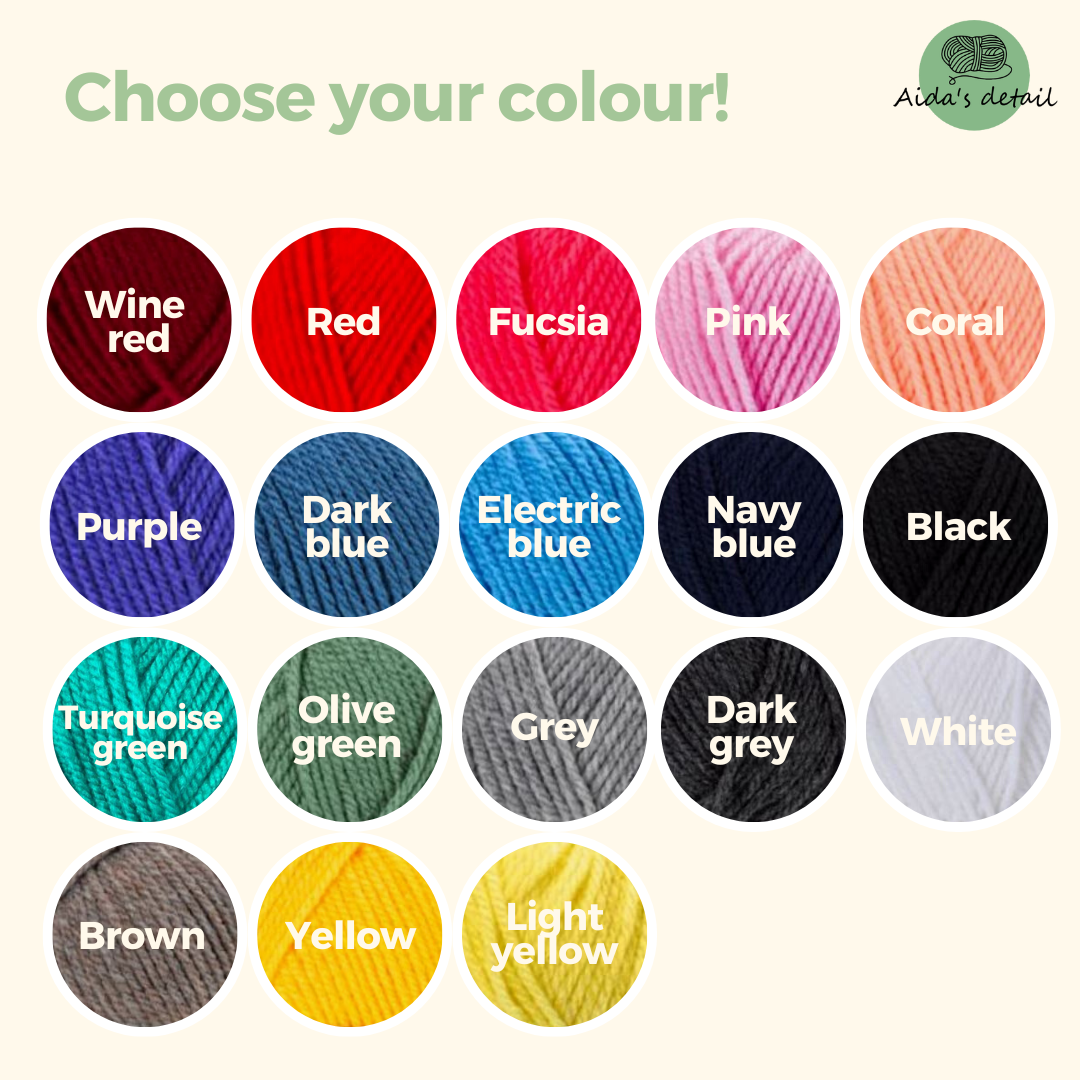 Choose your colour!
Aida's detail
Wine
red
Red
Fucsia
Pink
Coral
Purple
Dark
blue
Electric
blue
Navy
blue
Black
Turquoise
green
Olive
green
Grey
Dark
grey
White
Brown
Yellow
Light
yellow